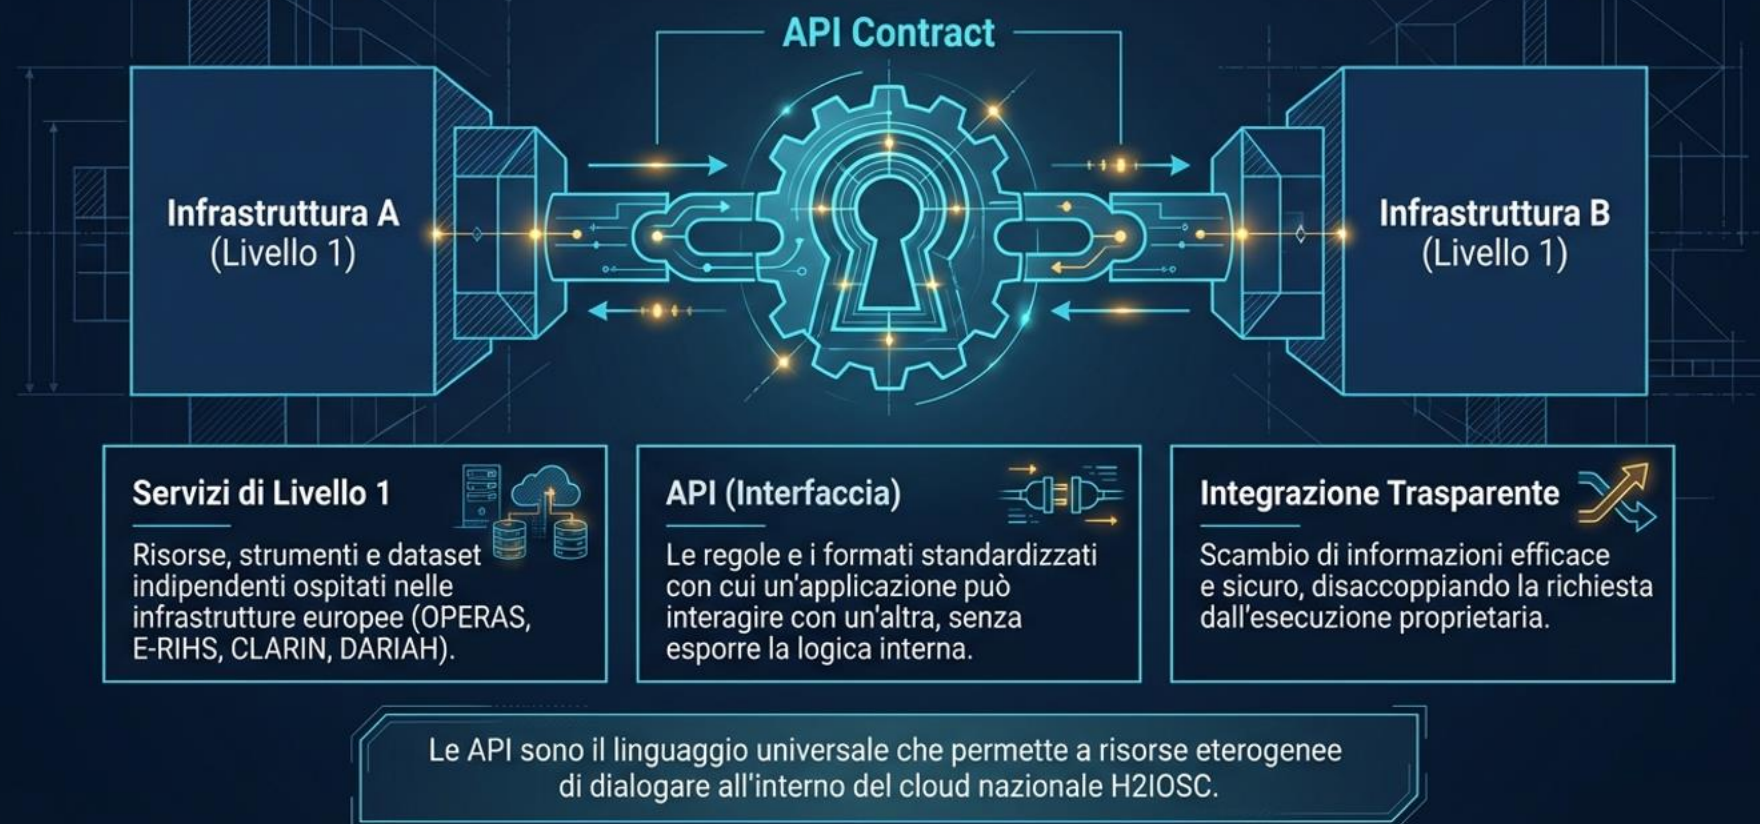 API Contract
Infrastruttura A
(Livello 1)
Infrastruttura B
(Livello 1)
Servizi di Livello 1
Risorse, strumenti e dataset
indipendenti ospitati nelle
infrastrutture europee (OPERAS,
E-RIHS, CLARIN, DARIAH).
API (Interfaccia)
Le regole e i formati standardizzati
con cui un'applicazione può
interagire con un'altra, senza
esporre la logica interna.
Integrazione Trasparente
Scambio di informazioni efficace
e sicuro, disaccoppiando la richiesta
dall'esecuzione proprietaria.
Le API sono il linguaggio universale che permette a risorse eterogenee
di dialogare all'interno del cloud nazionale H2IOSC.